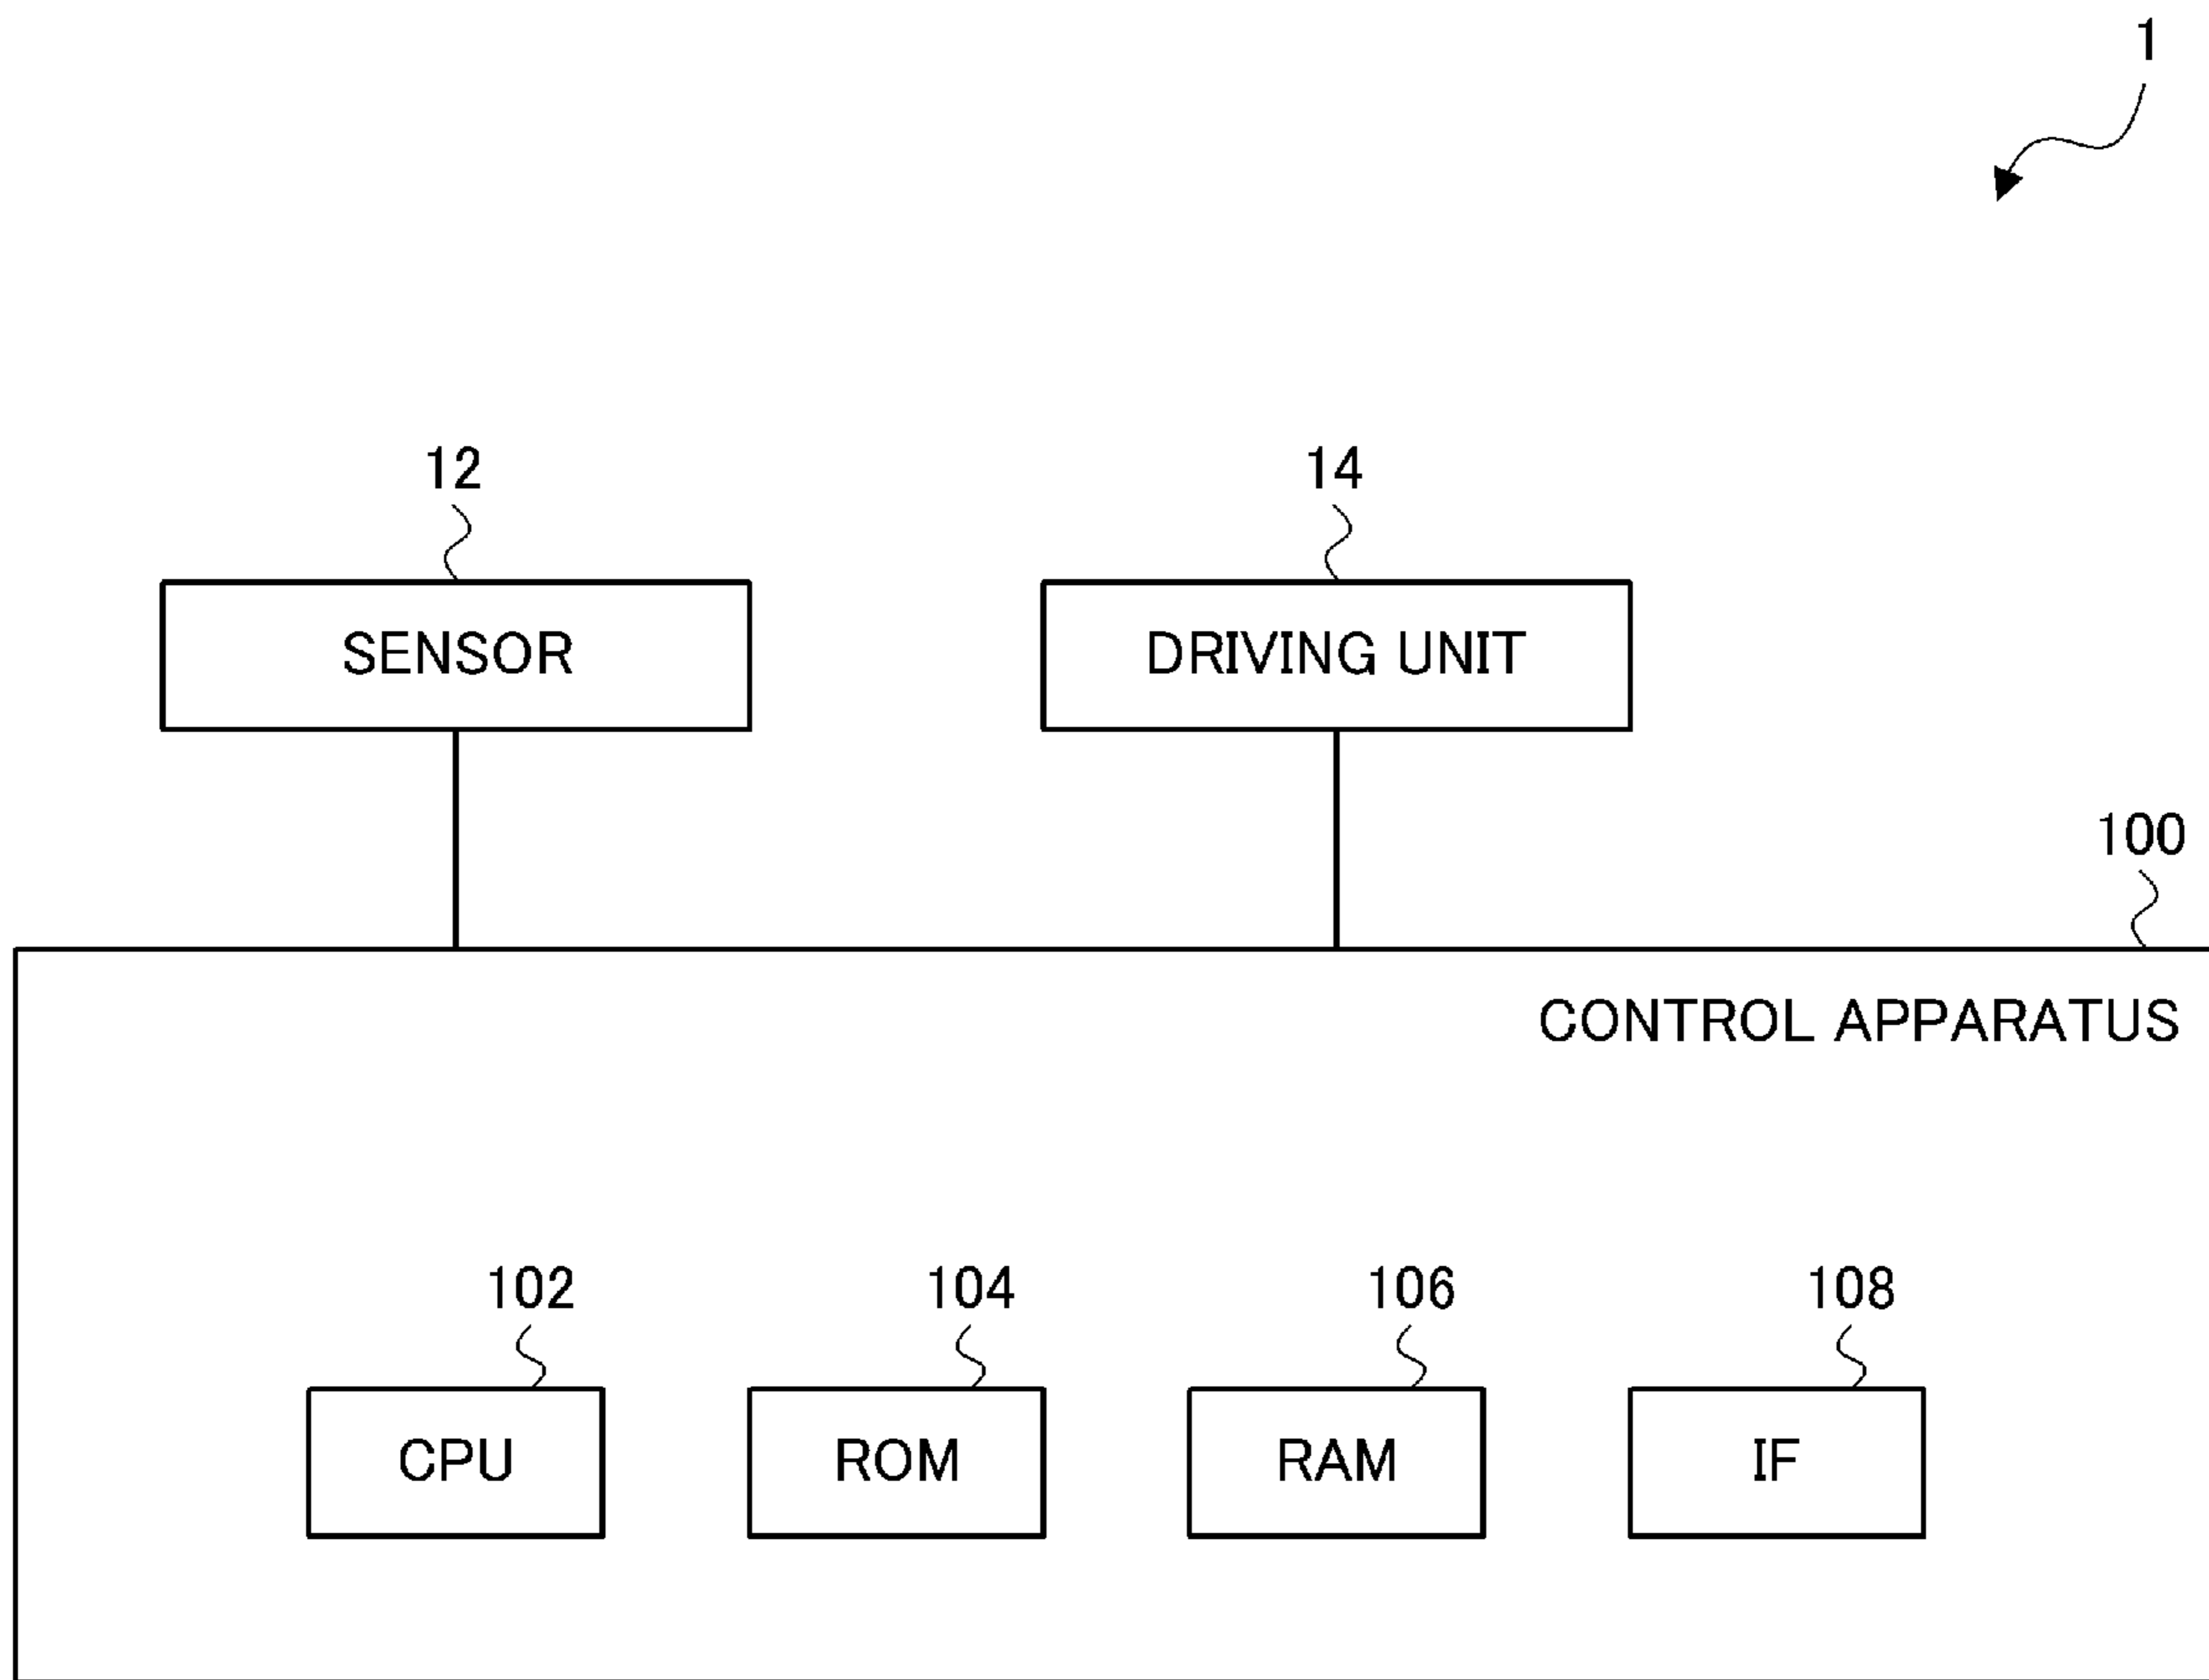 1
12
14
SENSOR
DRIVING UNIT
100
CONTROL APPARATUS
102
104
106
108
CPU
ROM
RAM
IF